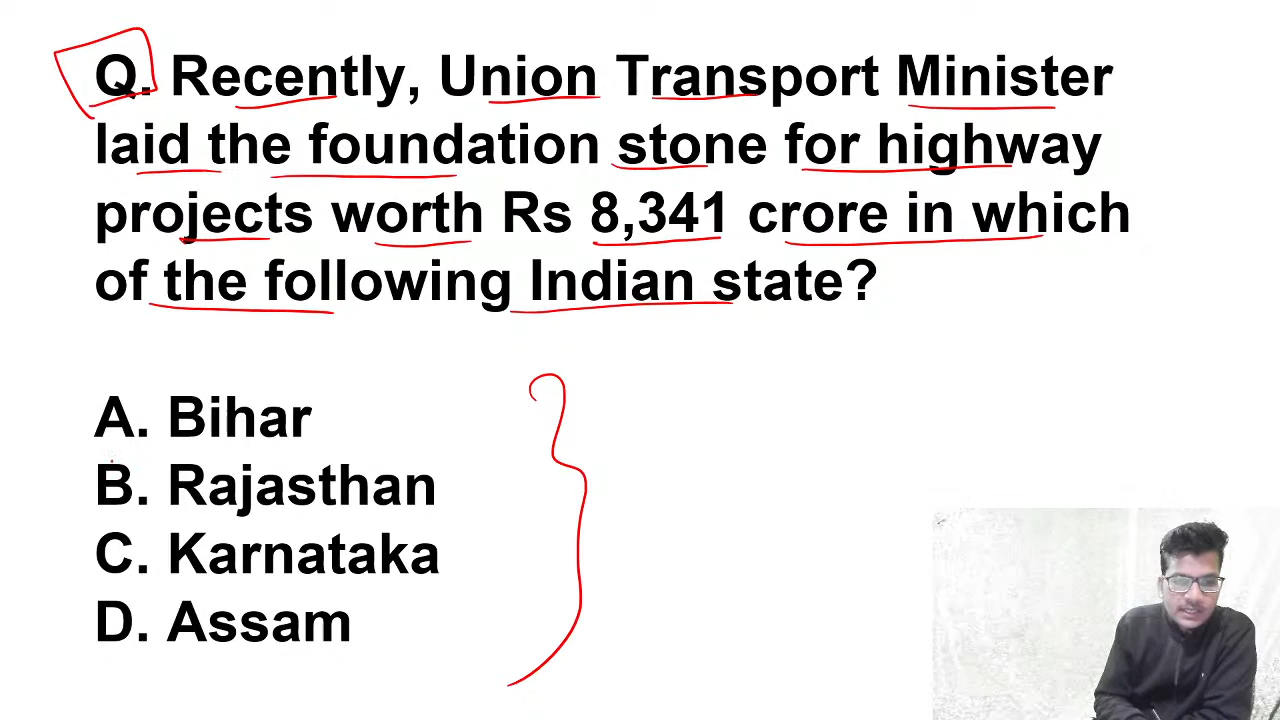 Q. Recently, Union Transport Minister
laid the foundation stone for highway
projects worth Rs 8,341 crore in which
of the following Indian state?
A. Bihar
B. Rajasthan
C. Karnataka
D. Assam